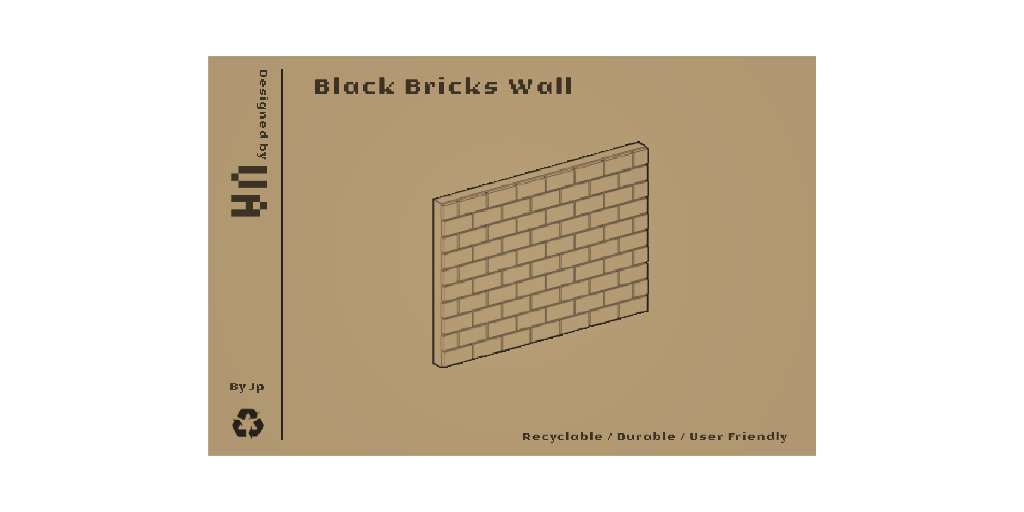 Black Bricks Wall
Designed by
By Jp
Recyclable / Durable / User Friendly